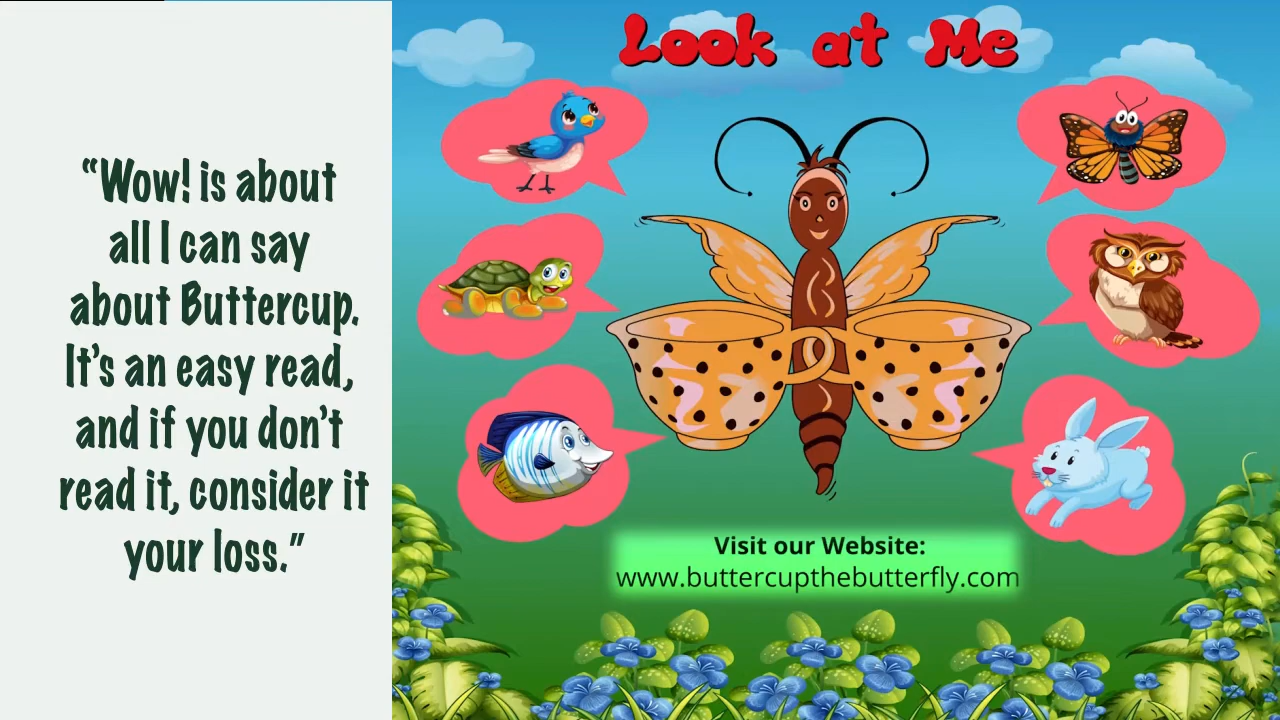 “Wow! is about
all I can say
about Buttercup.
It’s an easy read,
and if you don’t
read it, consider it
your loss.”
Look at Me
Visit our Website:
www.buttercupthebutterfly.com